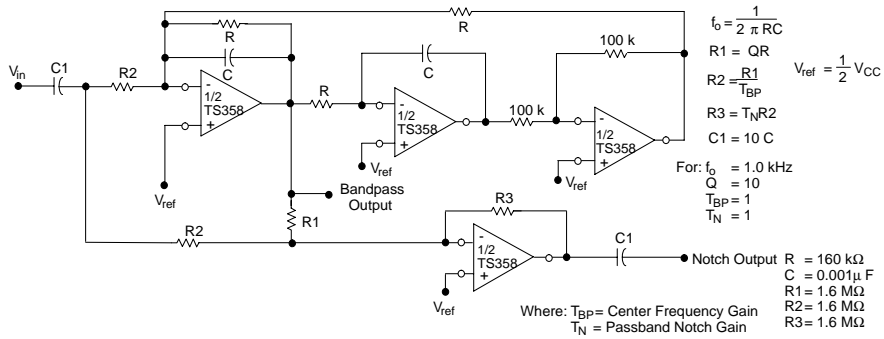 R
R
C
R2
C1
Vin
-
+
1/2
TS358
Vref
R
C
-
+
1/2
TS358
Vref
100 k
100 k
-
+
1/2
TS358
Vref
Bandpass
Output
R1
R2
R3
-
+
1/2
TS358
Vref
C1
Notch Output
fo = 1 / 2 π RC
R1 = QR
R2 = R1 / TBP
R3 = TNR2
C1 = 10 C
Vref = 1/2 VCC
For: fo = 1.0 kHz
Q = 10
TBP = 1
TN = 1
R = 160 kΩ
C = 0.001μ F
R1 = 1.6 MΩ
R2 = 1.6 MΩ
R3 = 1.6 MΩ
Where: TBP = Center Frequency Gain
TN = Passband Notch Gain